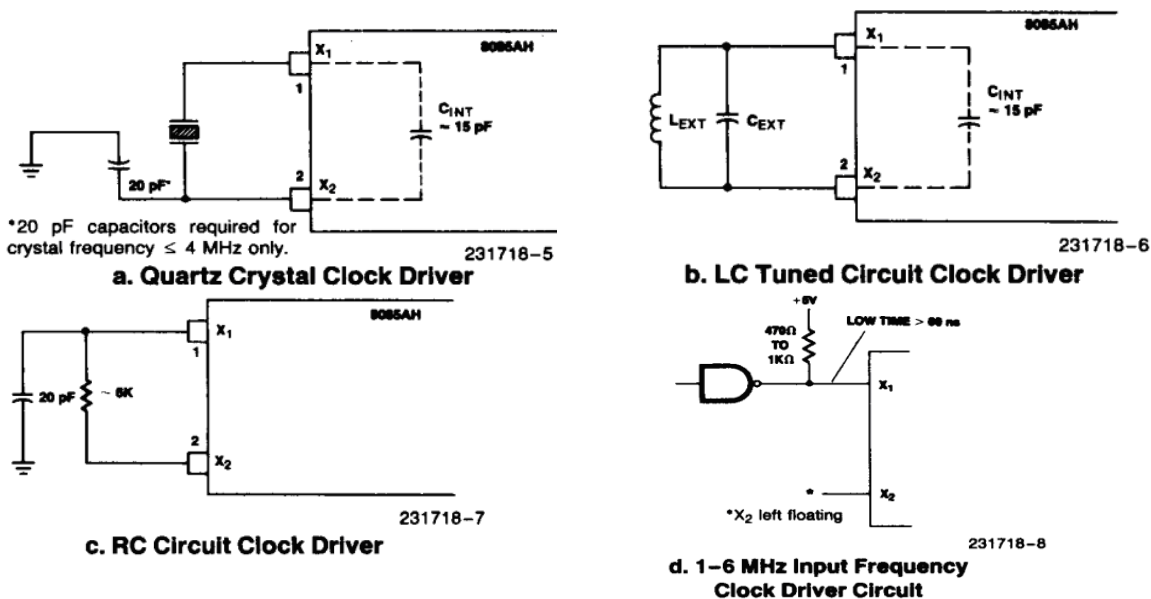 X1
8085AH
1
CINT
~ 15 pF
20 pF*
2
X2
*20 pF capacitors required for
crystal frequency ≤ 4 MHz only.
231718-5
a. Quartz Crystal Clock Driver
X1
8085AH
1
CINT
~ 15 pF
LEXT
CEXT
2
X2
231718-6
b. LC Tuned Circuit Clock Driver
8085AH
X1
1
20 pF
~ 6K
2
X2
231718-7
c. RC Circuit Clock Driver
+5V
470Ω
TO
1KΩ
LOW TIME > 60 ns
X1
*
X2
*X2 left floating
231718-8
d. 1-6 MHz Input Frequency
Clock Driver Circuit